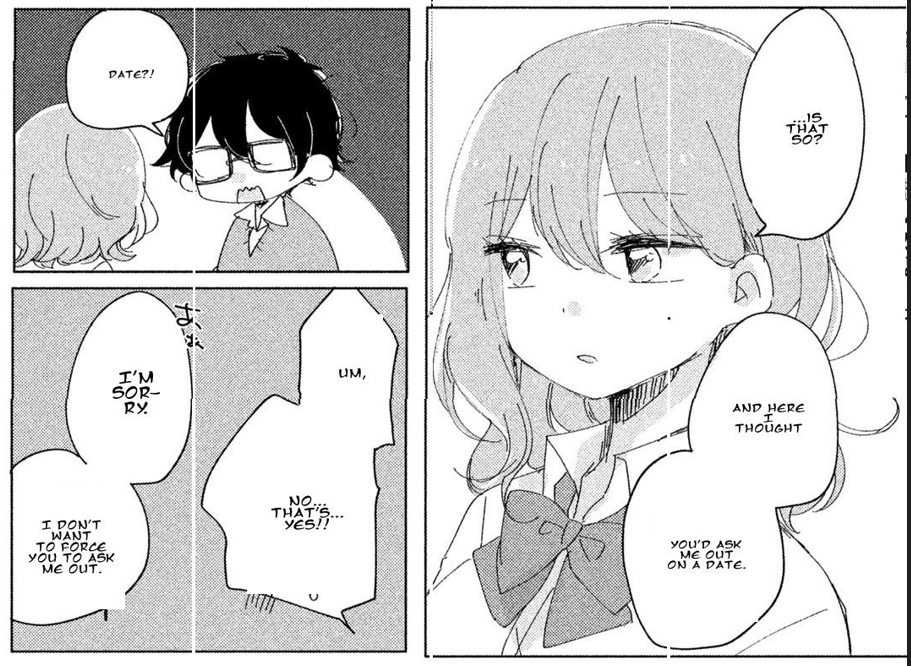 ...IS
THAT
SO?
AND HERE
I
THOUGHT
YOU'D ASK
ME OUT
ON A DATE.
DATE?!
UM,
NO...
THAT'S...
YES!!
I'M
SOR-
RY.
I DON'T
WANT
TO FORCE
YOU TO ASK
ME OUT.